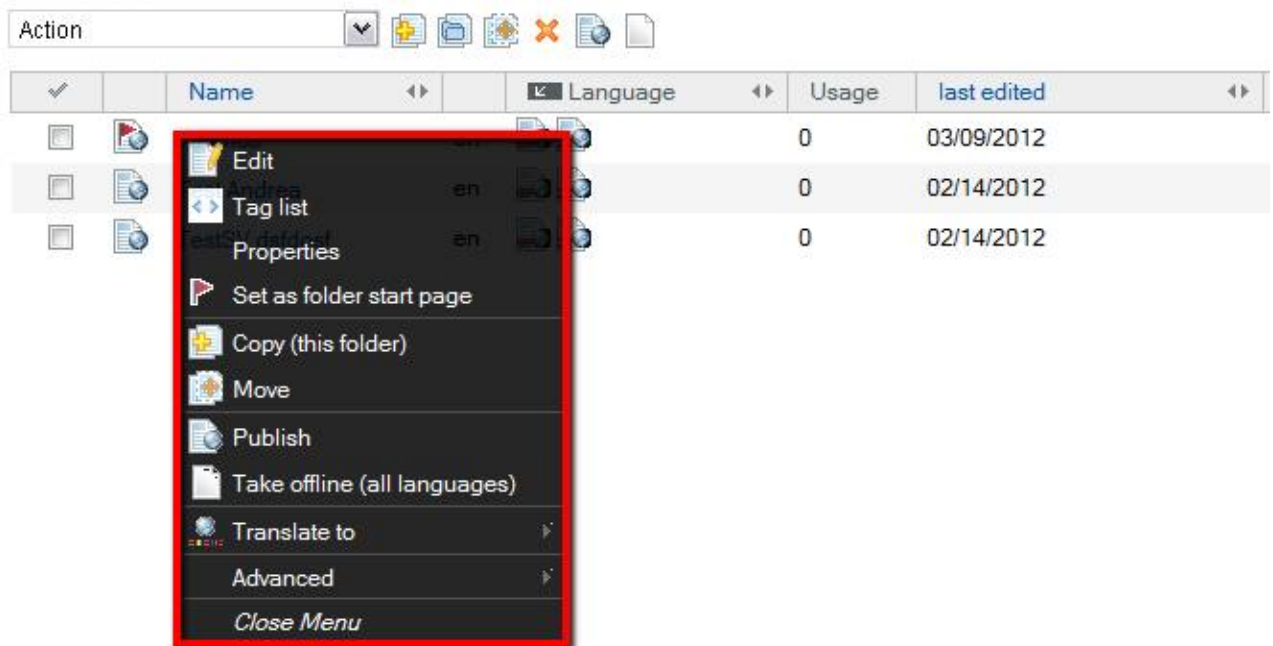 Action
Name Language Usage last edited
en 0 03/09/2012
Andrea en 0 02/14/2012
en 0 02/14/2012
Edit
Tag list
Properties
Set as folder start page
Copy (this folder)
Move
Publish
Take offline (all languages)
Translate to
Advanced
Close Menu